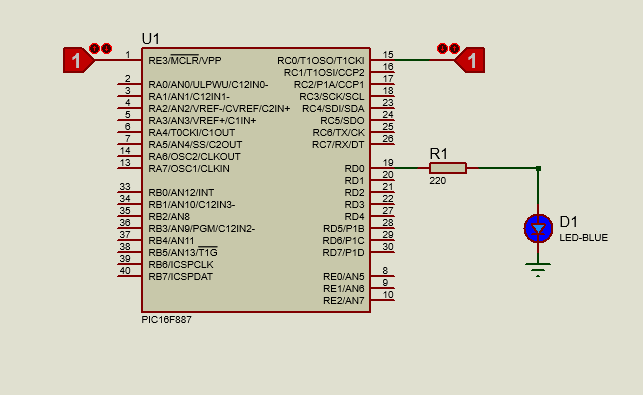 U1
1
1 RE3/MCLR/VPP
2 RA0/AN0/ULPWU/C12IN0-
3 RA1/AN1/C12IN1-
4 RA2/AN2/VREF-/CVREF/C2IN+
5 RA3/AN3/VREF+/C1IN+
6 RA4/T0CKI/C1OUT
7 RA5/AN4/SS/C2OUT
14 RA6/OSC2/CLKOUT
13 RA7/OSC1/CLKIN
33 RB0/AN12/INT
34 RB1/AN10/C12IN3-
35 RB2/AN8
36 RB3/AN9/PGM/C12IN2-
37 RB4/AN11
38 RB5/AN13/T1G
39 RB6/ICSPCLK
40 RB7/ICSPDAT
RC0/T1OSO/T1CKI 15
RC1/T1OSI/CCP2 16
RC2/P1A/CCP1 17
RC3/SCK/SCL 18
RC4/SDI/SDA 23
RC5/SDO 24
RC6/TX/CK 25
RC7/RX/DT 26
RD0 19
RD1 20
RD2 21
RD3 22
RD4 27
RD5/P1B 28
RD6/P1C 29
RD7/P1D 30
RE0/AN5 8
RE1/AN6 9
RE2/AN7 10
PIC16F887
1
R1
220
D1
LED-BLUE